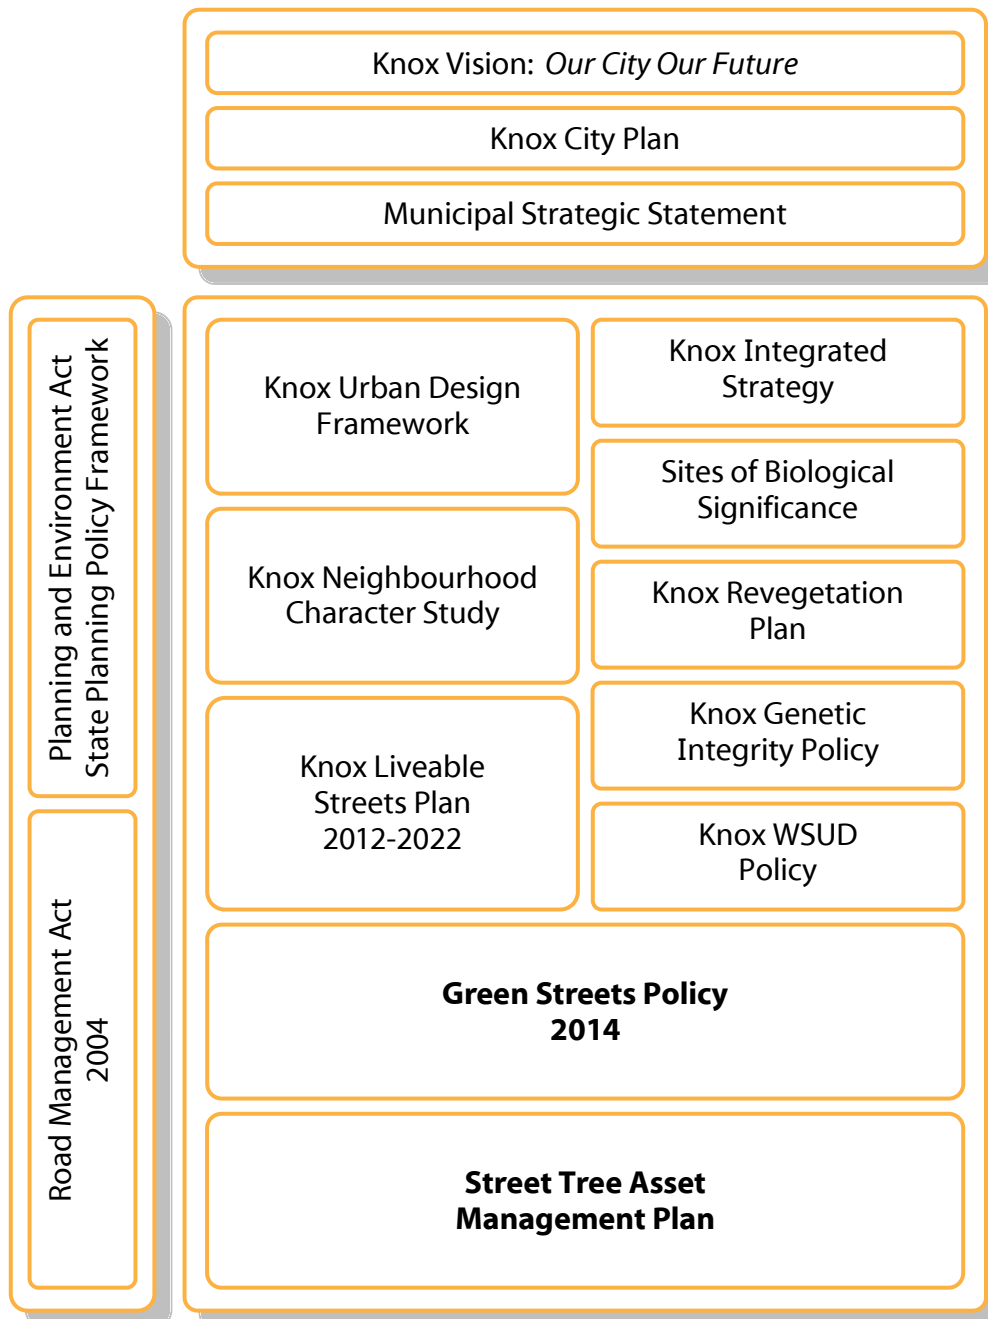 Knox Vision: Our City Our Future
Knox City Plan
Municipal Strategic Statement
Planning and Environment Act
State Planning Policy Framework
Road Management Act
2004
Knox Urban Design
Framework
Knox Neighbourhood
Character Study
Knox Liveable
Streets Plan
2012-2022
Knox Integrated
Strategy
Sites of Biological
Significance
Knox Revegetation
Plan
Knox Genetic
Integrity Policy
Knox WSUD
Policy
Green Streets Policy
2014
Street Tree Asset
Management Plan